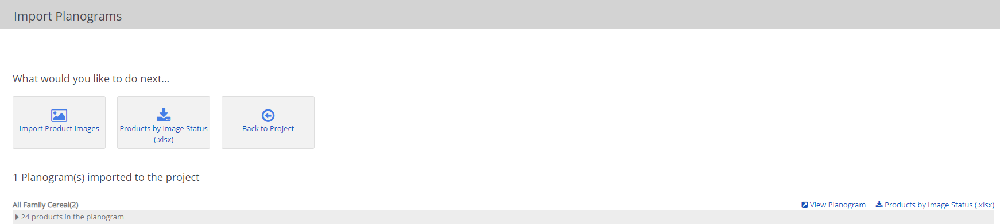 Import Planograms
What would you like to do next...
Import Product Images
Products by Image Status
(.xlsx)
Back to Project
1 Planogram(s) imported to the project
All Family Cereal(2)
View Planogram
Products by Image Status (.xlsx)
24 products in the planogram